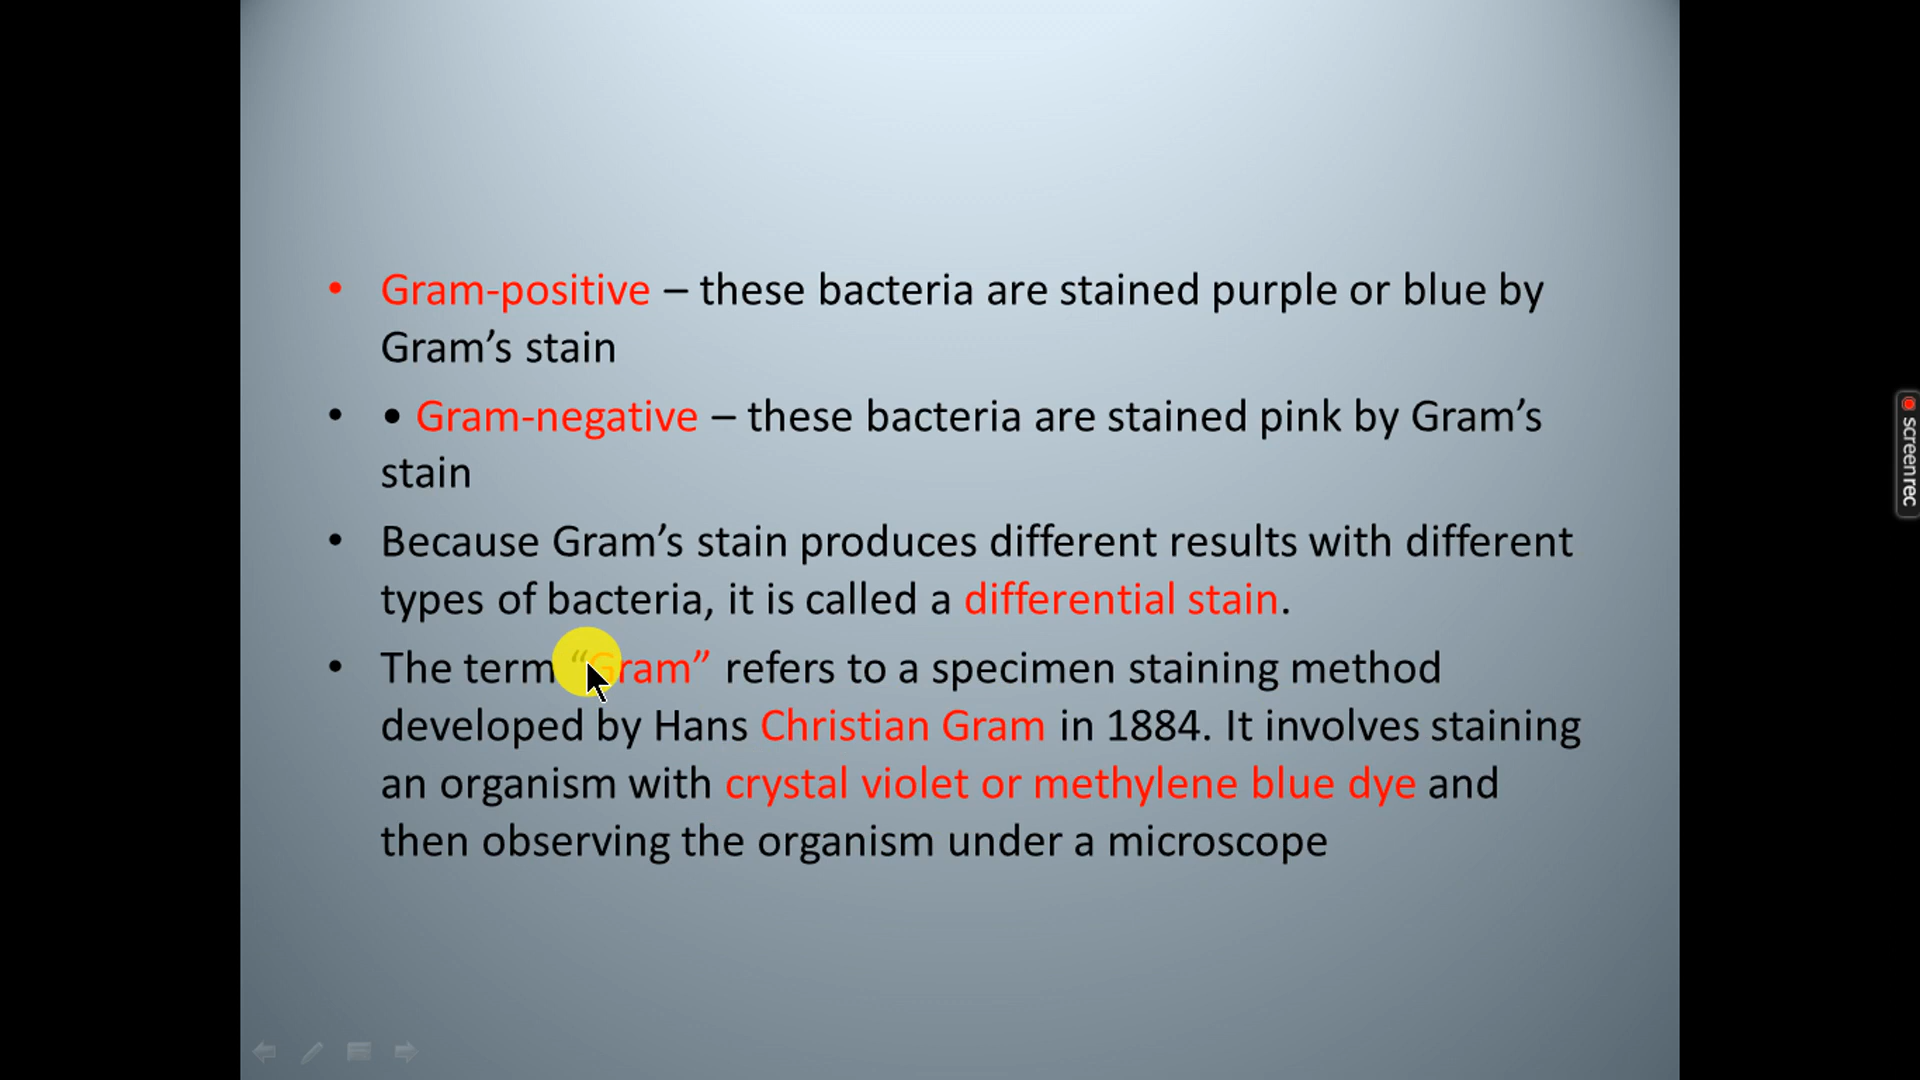 • Gram-positive – these bacteria are stained purple or blue by
Gram’s stain
• • Gram-negative – these bacteria are stained pink by Gram’s
stain
• Because Gram’s stain produces different results with different
types of bacteria, it is called a differential stain.
• The term “Gram” refers to a specimen staining method
developed by Hans Christian Gram in 1884. It involves staining
an organism with crystal violet or methylene blue dye and
then observing the organism under a microscope
screenrec